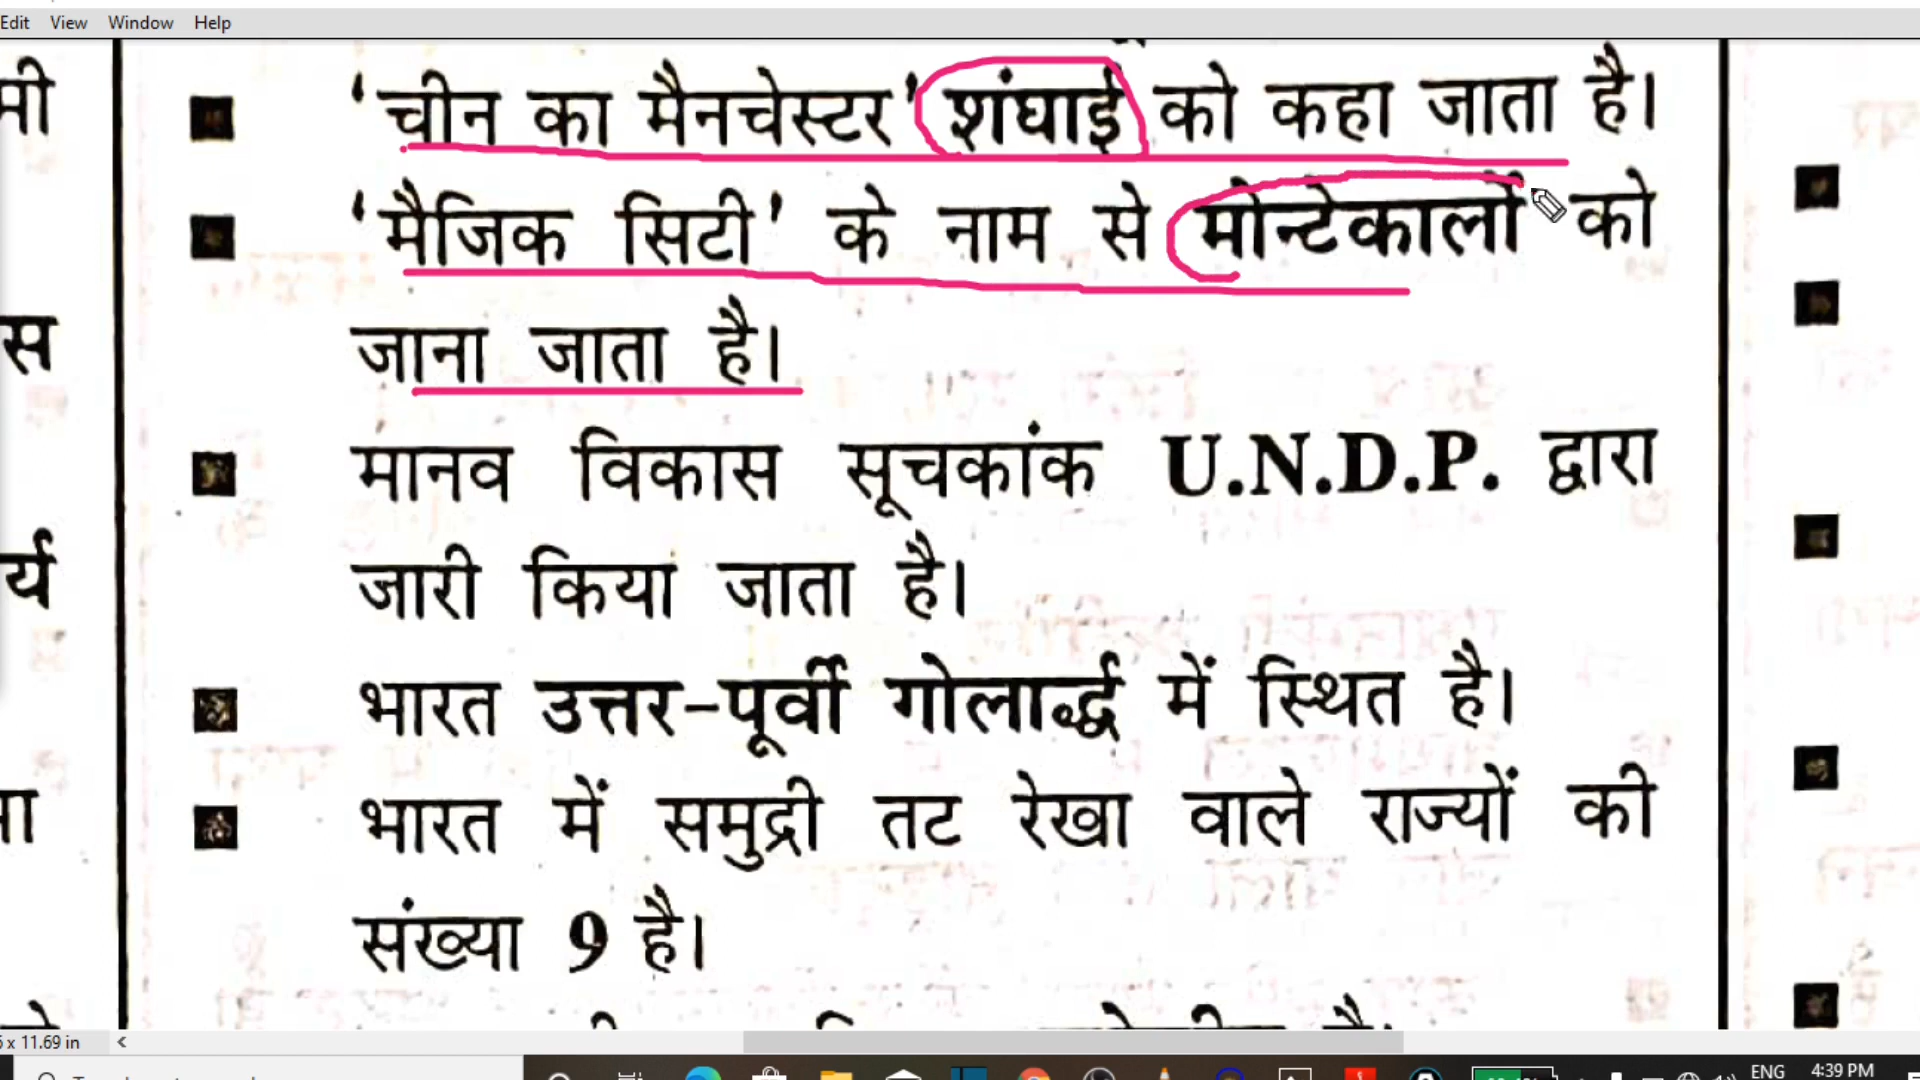 Edit View Window Help
'चीन का मैनचेस्टर' शंघाई को कहा जाता है।
'मैजिक सिटी' के नाम से मोन्टेकार्लो को
जाना जाता है।
मानव विकास सूचकांक U.N.D.P. द्वारा
जारी किया जाता है।
भारत उत्तर-पूर्वी गोलार्द्ध में स्थित है।
भारत में समुद्री तट रेखा वाले राज्यों की
संख्या 9 है।
मी
स
र्य
x 11.69 in
ENG 4:39 PM